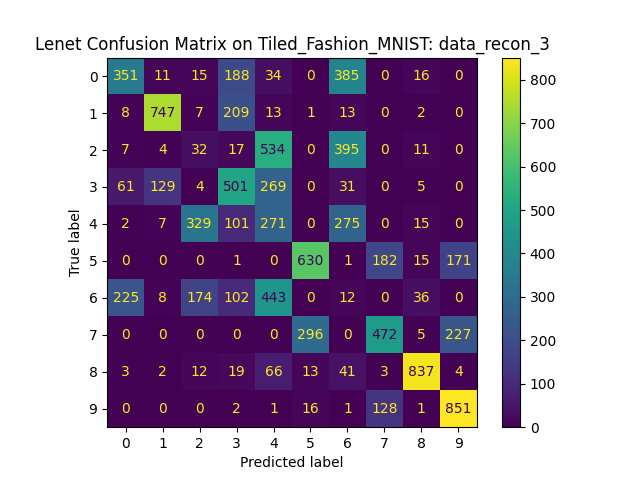 Lenet Confusion Matrix on Tiled_Fashion_MNIST: data_recon_3
0 351 11 15 188 34 0 385 0 16 0
1 8 747 7 209 13 1 13 0 2 0
2 7 4 32 17 534 0 395 0 11 0
3 61 129 4 501 269 0 31 0 5 0
4 2 7 329 101 271 0 275 0 15 0
5 0 0 0 1 0 630 1 182 15 171
6 225 8 174 102 443 0 12 0 36 0
7 0 0 0 0 0 296 0 472 5 227
8 3 2 12 19 66 13 41 3 837 4
9 0 0 0 2 1 16 1 128 1 851
0 1 2 3 4 5 6 7 8 9
Predicted label
True label
800
700
600
500
400
300
200
100
0